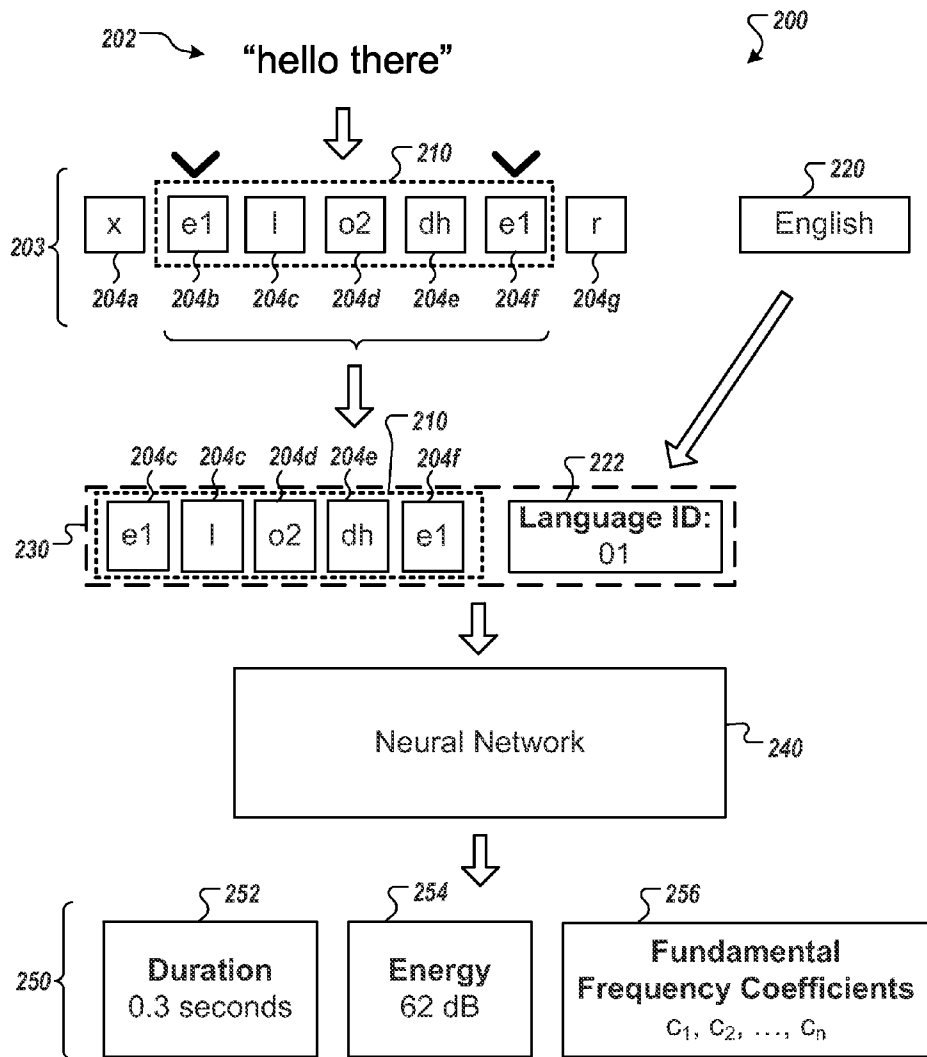 202
200
“hello there”
210
220
203
x
e1
l
o2
dh
e1
r
English
204a
204b
204c
204d
204e
204f
204g
210
204c
204c
204d
204e
204f
222
230
e1
l
o2
dh
e1
Language ID:
01
Neural Network
240
252
254
256
250
Duration
0.3 seconds
Energy
62 dB
Fundamental
Frequency Coefficients
c₁, c₂, ..., cₙ